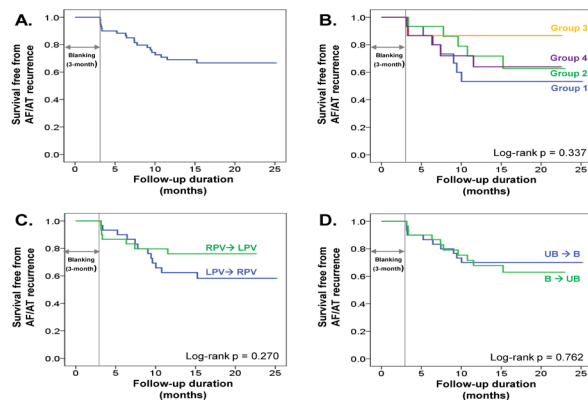 A.
Survival free from
AF/AT recurrence
1.0
0.8
0.6
0.4
0.2
0.0
Blanking
(3-month)
0 5 10 15 20 25
Follow-up duration
(months)
B.
Survival free from
AF/AT recurrence
1.0
0.8
0.6
0.4
0.2
0.0
Blanking
(3-month)
Group 3
Group 4
Group 2
Group 1
Log-rank p = 0.337
0 5 10 15 20 25
Follow-up duration
(months)
C.
Survival free from
AF/AT recurrence
1.0
0.8
0.6
0.4
0.2
0.0
Blanking
(3-month)
RPV→ LPV
LPV→ RPV
Log-rank p = 0.270
0 5 10 15 20 25
Follow-up duration
(months)
D.
Survival free from
AF/AT recurrence
1.0
0.8
0.6
0.4
0.2
0.0
Blanking
(3-month)
UB → B
B → UB
Log-rank p = 0.762
0 5 10 15 20 25
Follow-up duration
(months)